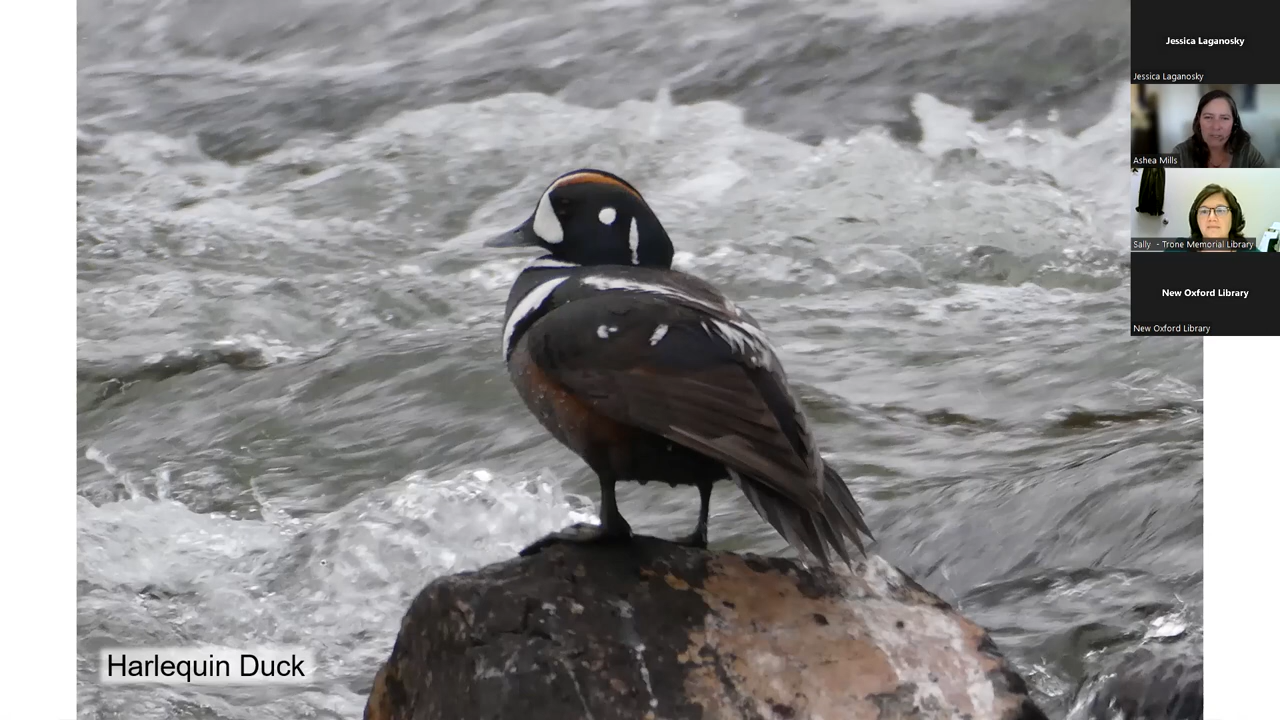 Jessica Laganosky
Jessica Laganosky
Ashea Mills
Sally - Trone Memorial Library
New Oxford Library
New Oxford Library
Harlequin Duck